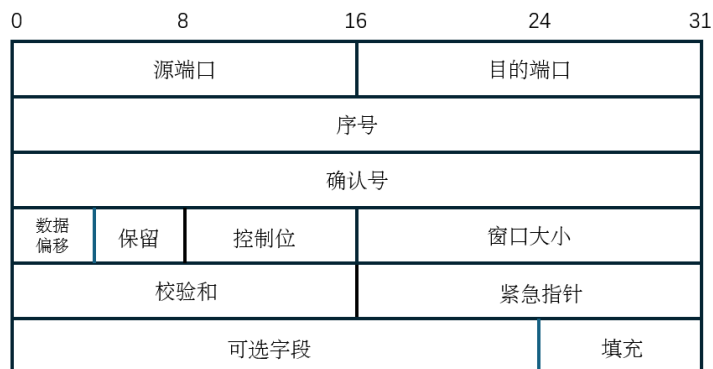 0 8 16 24 31
源端口 目的端口
序号
确认号
数据
偏移 保留 控制位 窗口大小
校验和 紧急指针
可选字段 填充